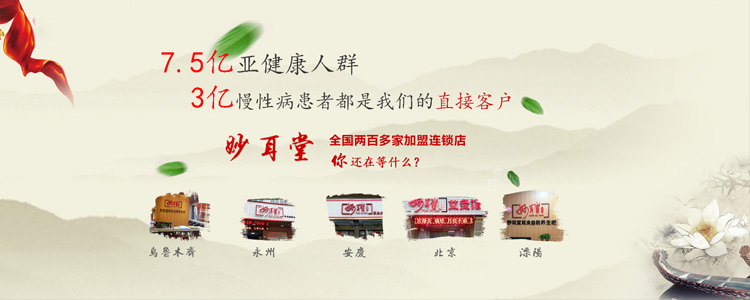 7.5亿亚健康人群
3亿慢性病患者都是我们的直接客户
妙耳堂
全国两百多家加盟连锁店
你还在等什么?
乌鲁木齐
永州
安慶
北京
溧陽